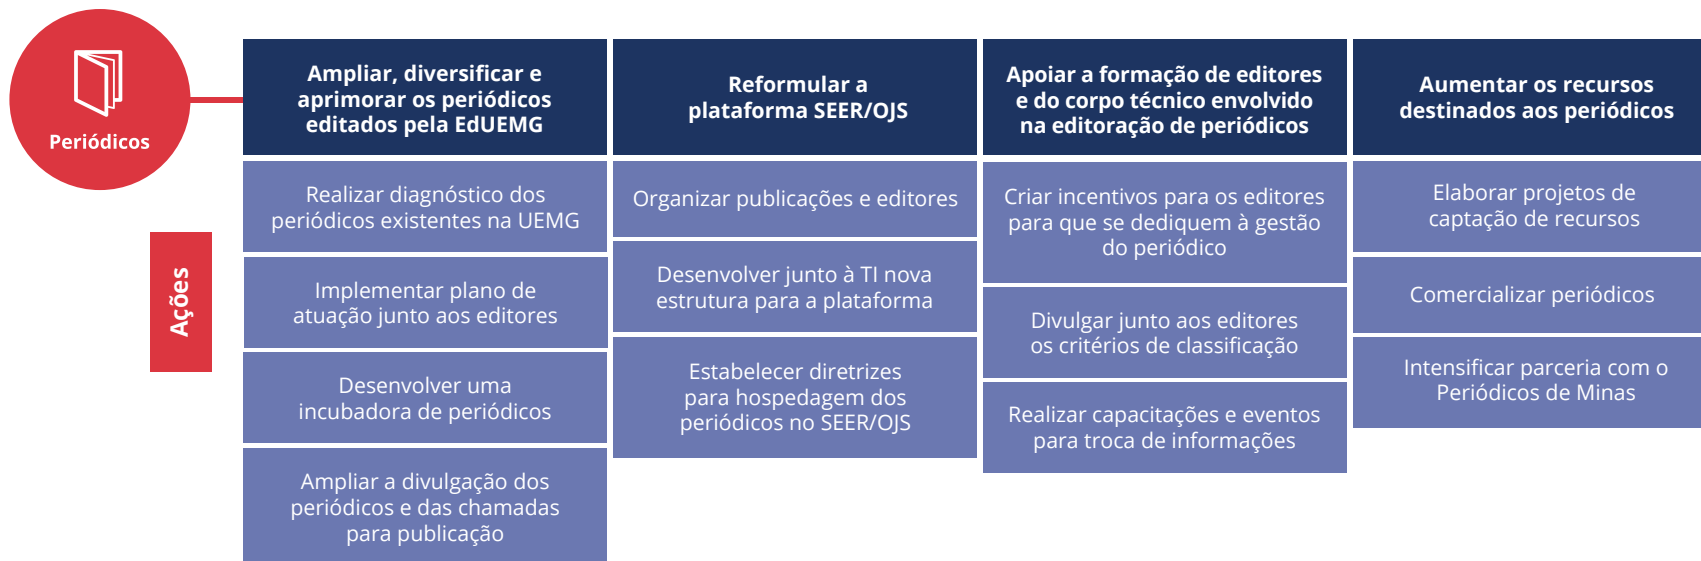 Periódicos
Ações
Ampliar, diversificar e
aprimorar os periódicos
editados pela EdUEMG
Realizar diagnóstico dos
periódicos existentes na UEMG
Implementar plano de
atuação junto aos editores
Desenvolver uma
incubadora de periódicos
Ampliar a divulgação dos
periódicos e das chamadas
para publicação
Reformular a
plataforma SEER/OJS
Organizar publicações e editores
Desenvolver junto à TI nova
estrutura para a plataforma
Estabelecer diretrizes
para hospedagem dos
periódicos no SEER/OJS
Apoiar a formação de editores
e do corpo técnico envolvido
na editoração de periódicos
Criar incentivos para os editores
para que se dediquem à gestão
do periódico
Divulgar junto aos editores
os critérios de classificação
Realizar capacitações e eventos
para troca de informações
Aumentar os recursos
destinados aos periódicos
Elaborar projetos de
captação de recursos
Comercializar periódicos
Intensificar parceria com o
Periódicos de Minas